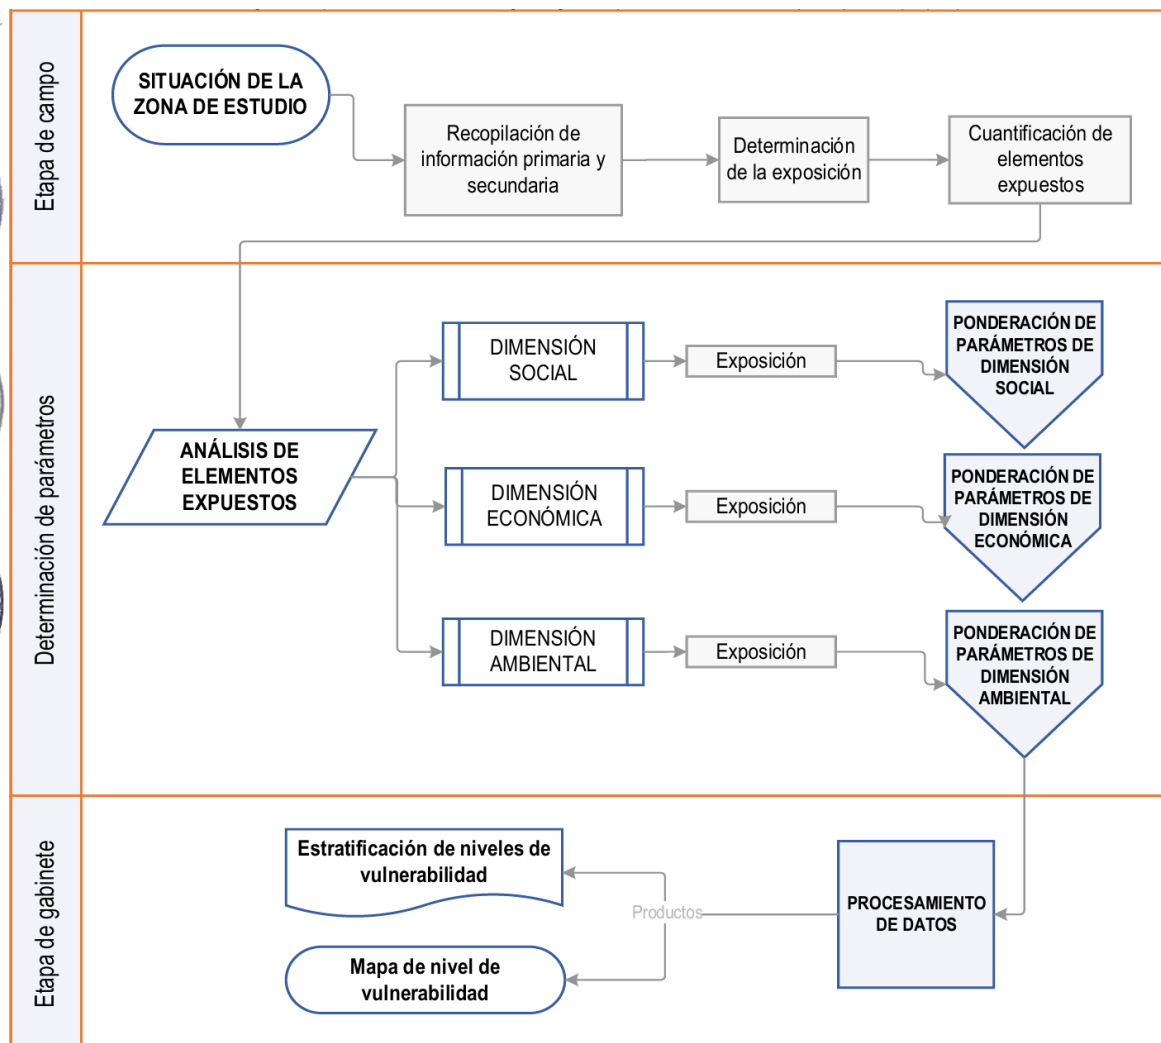 Etapa de campo
SITUACIÓN DE LA
ZONA DE ESTUDIO
Recopilación de
información primaria y
secundaria
Determinación
de la exposición
Cuantificación de
elementos
expuestos
Determinación de parámetros
ANÁLISIS DE
ELEMENTOS
EXPUESTOS
DIMENSIÓN
SOCIAL
Exposición
PONDERACIÓN DE
PARÁMETROS DE
DIMENSIÓN
SOCIAL
DIMENSIÓN
ECONÓMICA
Exposición
PONDERACIÓN DE
PARÁMETROS DE
DIMENSIÓN
ECONÓMICA
DIMENSIÓN
AMBIENTAL
Exposición
PONDERACIÓN DE
PARÁMETROS DE
DIMENSIÓN
AMBIENTAL
Etapa de gabinete
Estratificación de niveles de
vulnerabilidad
Productos
PROCESAMIENTO
DE DATOS
Mapa de nivel de
vulnerabilidad